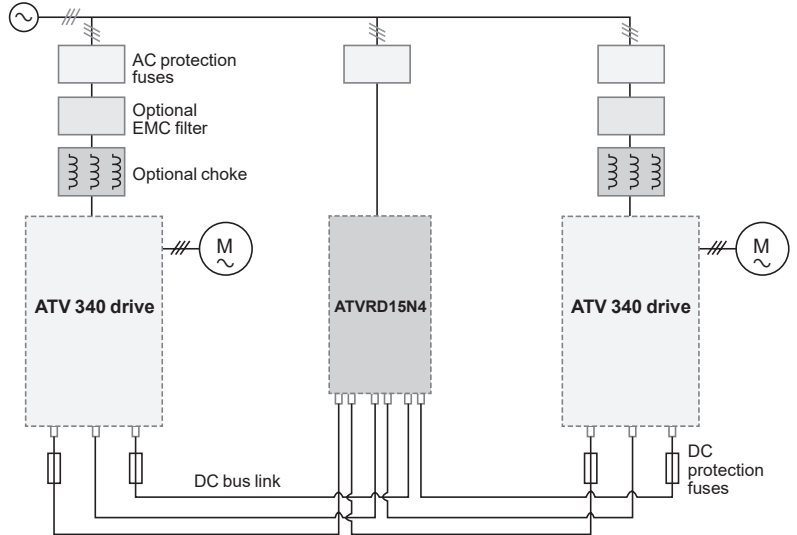 AC protection
fuses
Optional
EMC filter
Optional choke
M
M
ATV 340 drive
ATVRD15N4
ATV 340 drive
DC bus link
DC
protection
fuses